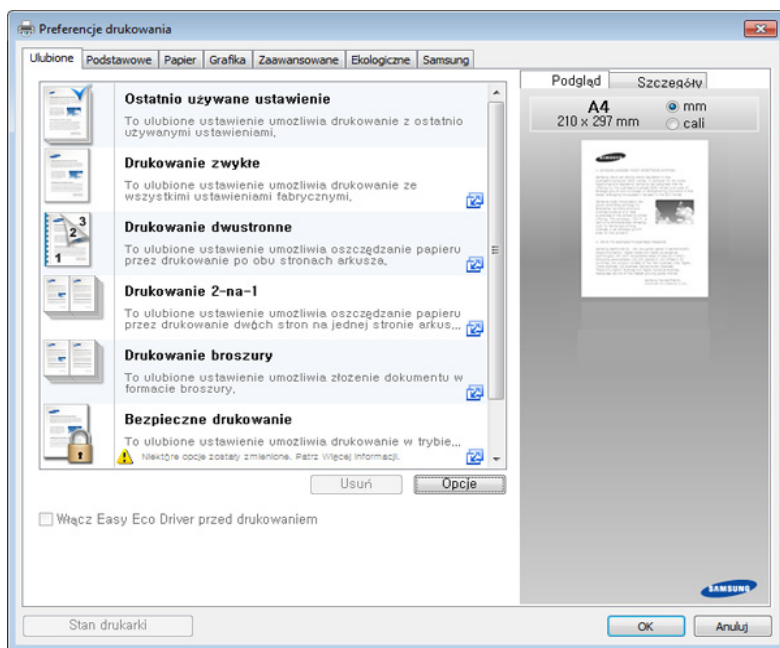 Preferencje drukowania
Ulubione Podstawowe Papier Grafika Zaawansowane Ekologiczne Samsung
Ostatnio używane ustawienie
To ulubione ustawienie umożliwia drukowanie z ostatnio
używanymi ustawieniami.
Drukowanie zwykłe
To ulubione ustawienie umożliwia drukowanie ze
wszystkimi ustawieniami fabrycznymi.
Drukowanie dwustronne
To ulubione ustawienie umożliwia oszczędzanie papieru
przez drukowanie po obu stronach arkusza.
Drukowanie 2-na-1
To ulubione ustawienie umożliwia oszczędzanie papieru
przez drukowanie dwóch stron na jednej stronie arkus...
Drukowanie broszury
To ulubione ustawienie umożliwia złożenie dokumentu w
formacie broszury.
Bezpieczne drukowanie
To ulubione ustawienie umożliwia drukowanie w trybie...
Niektóre opcje zostały zmienione. Patrz Więcej informacji.
1 2 3
Usuń Opcje
Włącz Easy Eco Driver przed drukowaniem
Stan drukarki
Podgląd Szczegóły
A4
210 x 297 mm
mm
cali
SAMSUNG
SAMSUNG
OK Anuluj